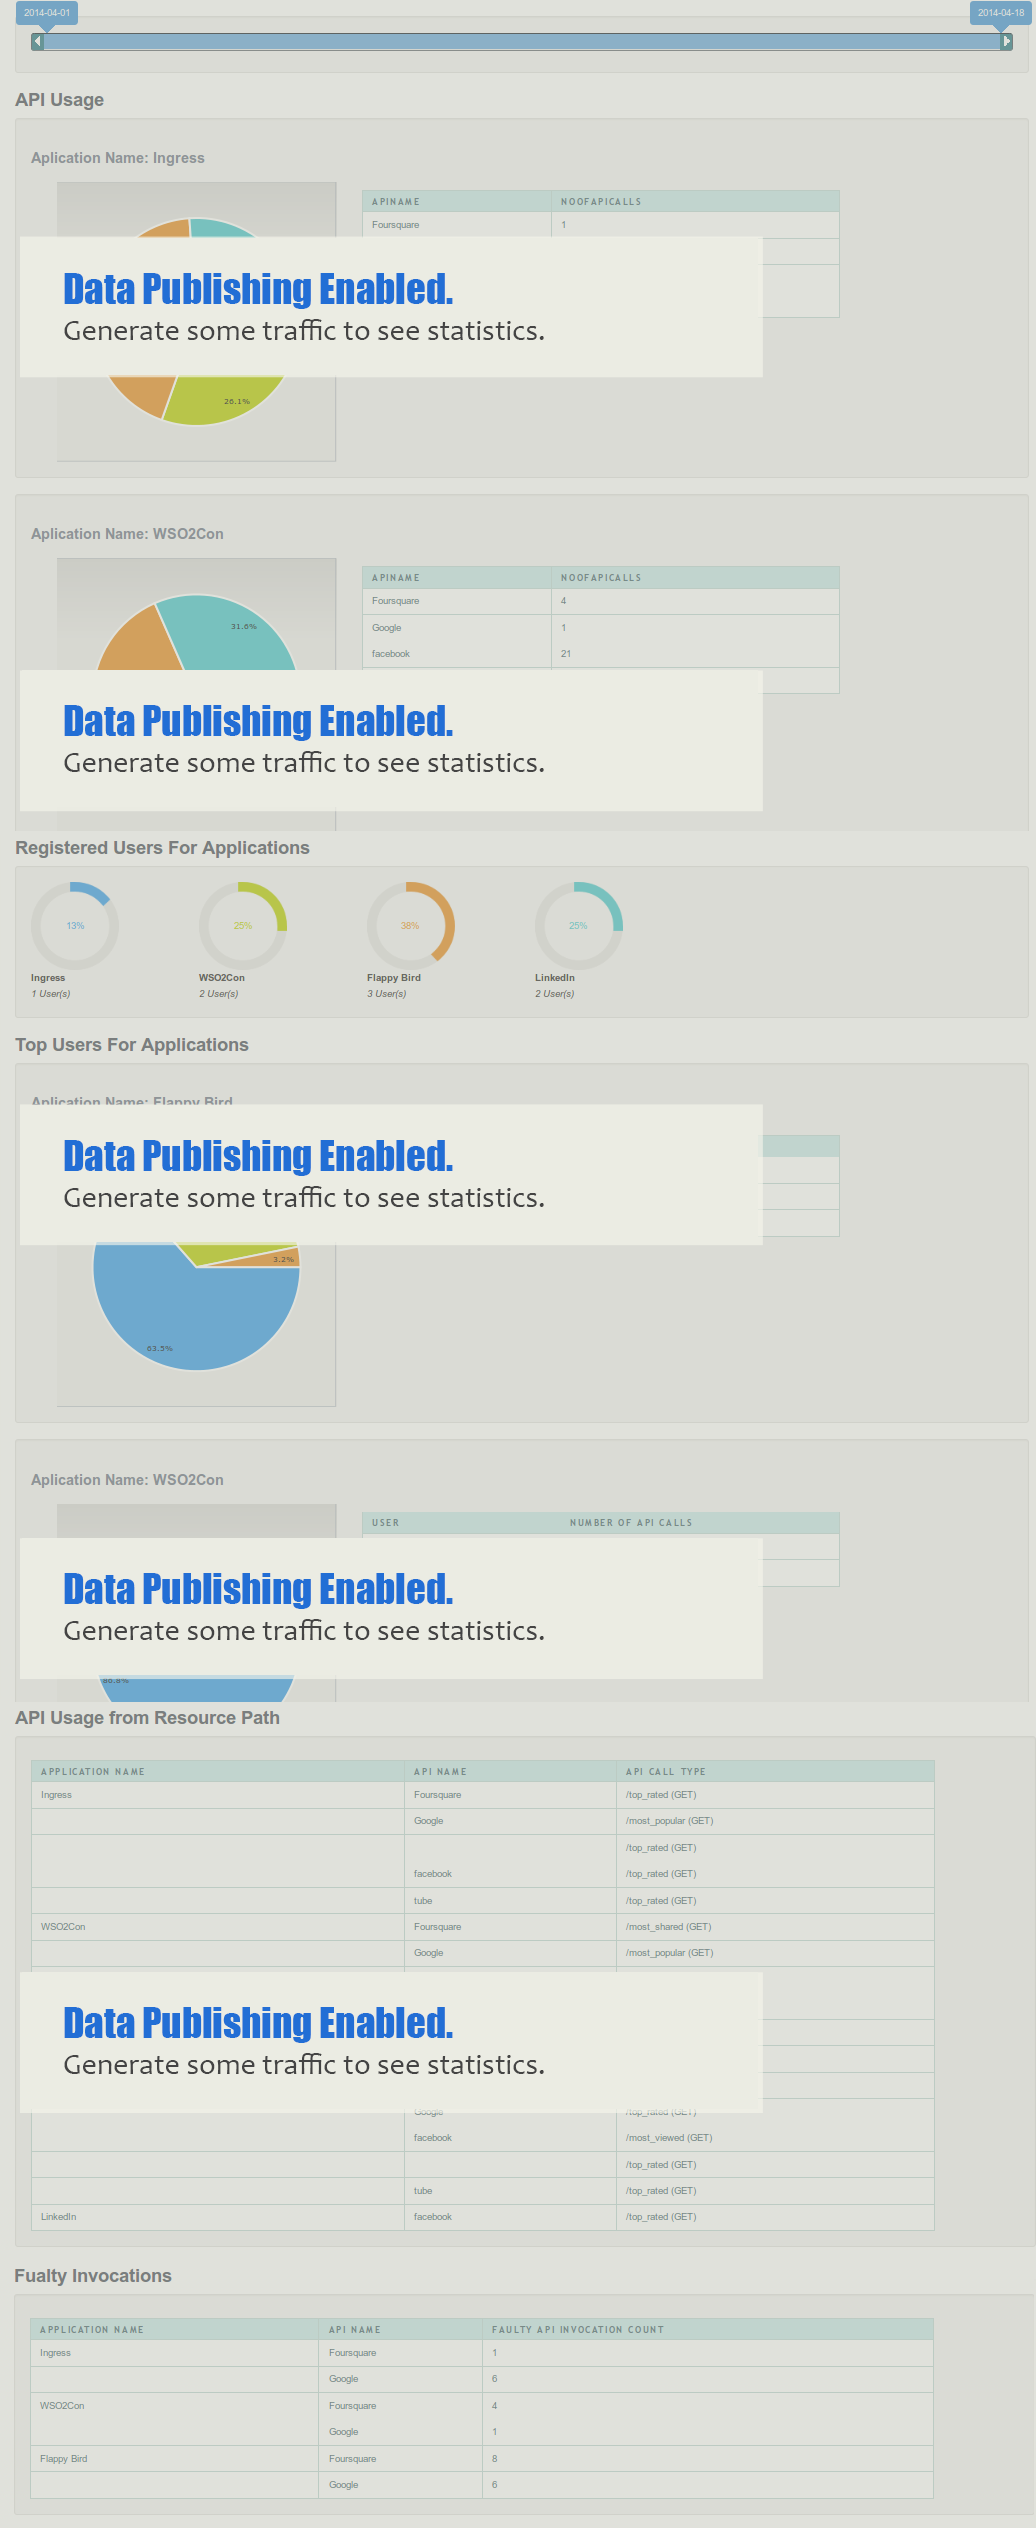 2014-04-01 2014-04-18
API Usage
Aplication Name: Ingress
APINAME NOOFAPICALLS
Foursquare 1
Data Publishing Enabled.
Generate some traffic to see statistics.
26.1%
Aplication Name: WSO2Con
APINAME NOOFAPICALLS
Foursquare 4
31.6%
Google 1
facebook 21
Data Publishing Enabled.
Generate some traffic to see statistics.
Registered Users For Applications
13% 25% 38% 25%
Ingress WSO2Con Flappy Bird LinkedIn
1 User(s) 2 User(s) 3 User(s) 2 User(s)
Top Users For Applications
Aplication Name: Flappy Bird
Data Publishing Enabled.
Generate some traffic to see statistics.
3.2%
63.5%
Aplication Name: WSO2Con
USER NUMBER OF API CALLS
Data Publishing Enabled.
Generate some traffic to see statistics.
86.8%
API Usage from Resource Path
APPLICATION NAME API NAME API CALL TYPE
Ingress Foursquare /top_rated (GET)
Google /most_popular (GET)
/top_rated (GET)
facebook /top_rated (GET)
tube /top_rated (GET)
WSO2Con Foursquare /most_shared (GET)
Google /most_popular (GET)
Data Publishing Enabled.
Generate some traffic to see statistics.
Google /top_rated (GET)
facebook /most_viewed (GET)
/top_rated (GET)
tube /top_rated (GET)
LinkedIn facebook /top_rated (GET)
Fualty Invocations
APPLICATION NAME API NAME FAULTY API INVOCATION COUNT
Ingress Foursquare 1
Google 6
WSO2Con Foursquare 4
Google 1
Flappy Bird Foursquare 8
Google 6